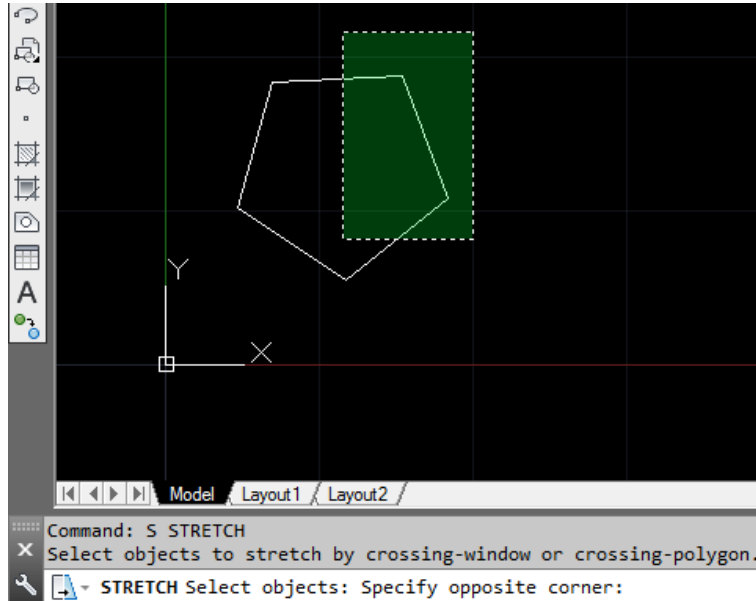 A
Y
X
Model Layout1 Layout2
Command: S STRETCH
Select objects to stretch by crossing-window or crossing-polygon.
STRETCH Select objects: Specify opposite corner: